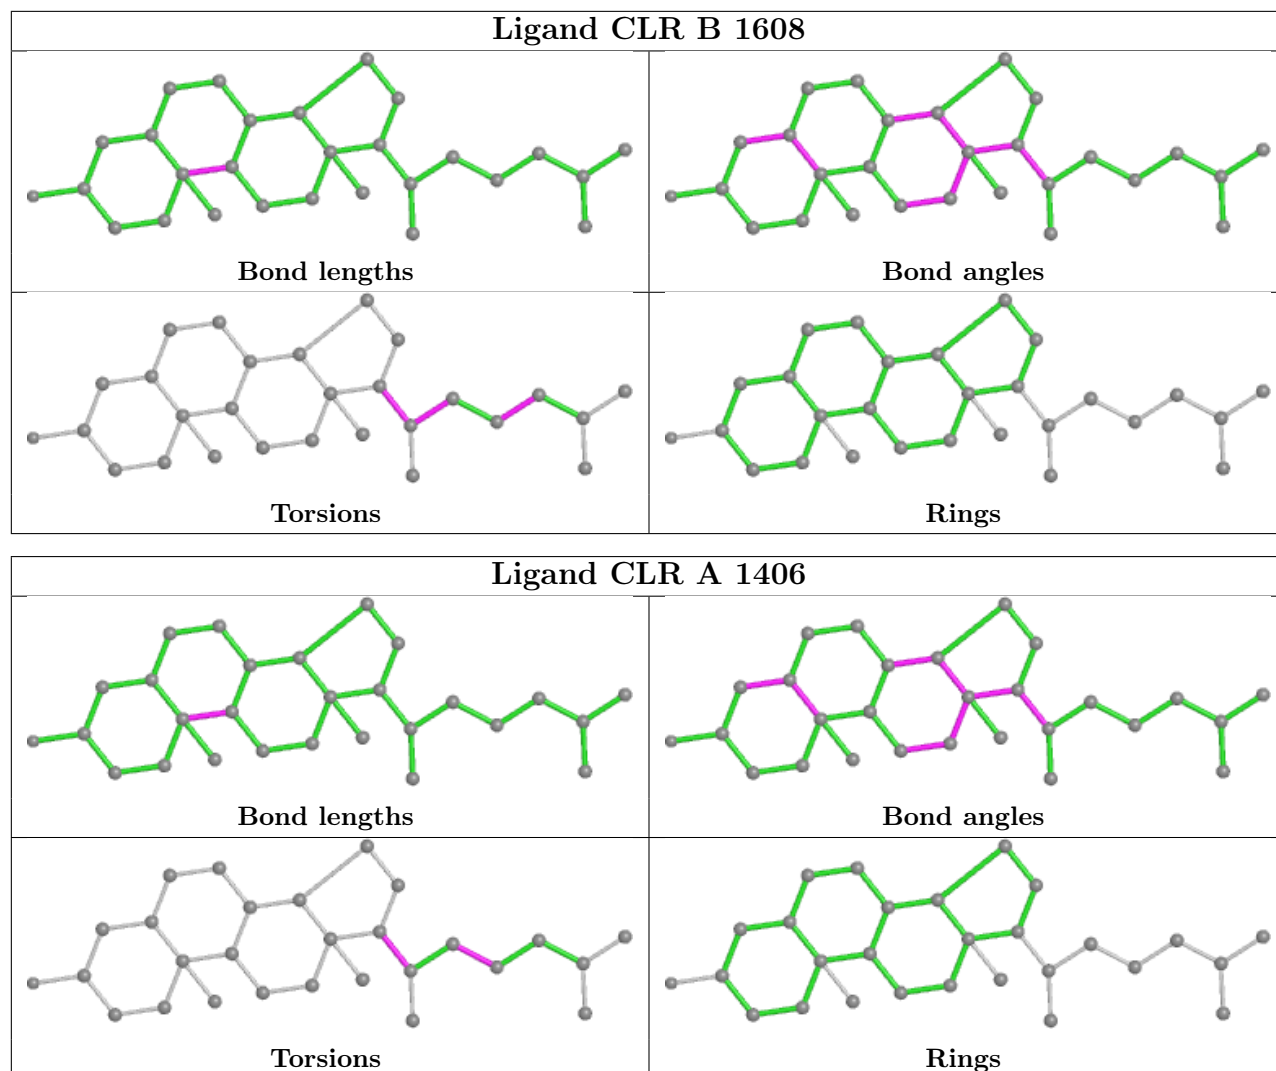 Ligand CLR B 1608
Bond lengths
Bond angles
Torsions
Rings
Ligand CLR A 1406
Bond lengths
Bond angles
Torsions
Rings